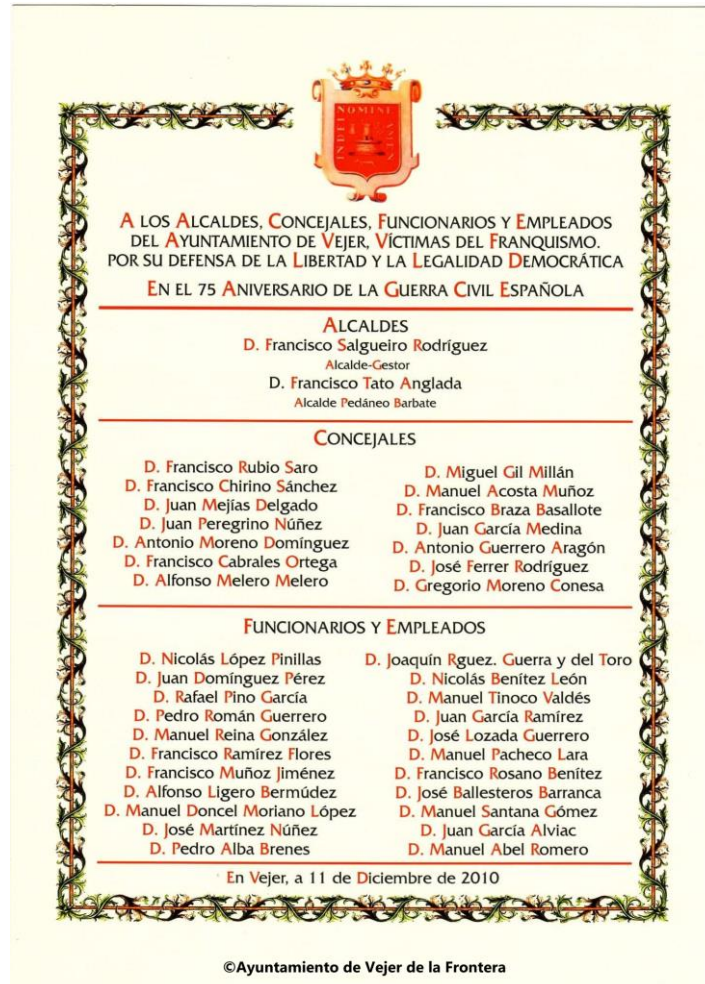 IN DEI NOMINE
A LOS ALCALDES, CONCEJALES, FUNCIONARIOS Y EMPLEADOS
DEL AYUNTAMIENTO DE VEJER, VÍCTIMAS DEL FRANQUISMO.
POR SU DEFENSA DE LA LIBERTAD Y LA LEGALIDAD DEMOCRÁTICA
EN EL 75 ANIVERSARIO DE LA GUERRA CIVIL ESPAÑOLA
ALCALDES
D. Francisco Salgueiro Rodríguez
Alcalde-Gestor
D. Francisco Tato Anglada
Alcalde Pedáneo Barbate
CONCEJALES
D. Francisco Rubio Saro
D. Francisco Chirino Sánchez
D. Juan Mejías Delgado
D. Juan Peregrino Núñez
D. Antonio Moreno Domínguez
D. Francisco Cabrales Ortega
D. Alfonso Melero Melero
D. Miguel Gil Millán
D. Manuel Acosta Muñoz
D. Francisco Braza Basallote
D. Juan García Medina
D. Antonio Guerrero Aragón
D. José Ferrer Rodríguez
D. Gregorio Moreno Conesa
FUNCIONARIOS Y EMPLEADOS
D. Nicolás López Pinillas
D. Juan Domínguez Pérez
D. Rafael Pino García
D. Pedro Román Guerrero
D. Manuel Reina González
D. Francisco Ramírez Flores
D. Francisco Muñoz Jiménez
D. Alfonso Ligero Bermúdez
D. Manuel Doncel Moriano López
D. José Martínez Núñez
D. Pedro Alba Brenes
D. Joaquín Rguez. Guerra y del Toro
D. Nicolás Benítez León
D. Manuel Tinoco Valdés
D. Juan García Ramírez
D. José Lozada Guerrero
D. Manuel Pacheco Lara
D. Francisco Rosano Benítez
D. José Ballesteros Barranca
D. Manuel Santana Gómez
D. Juan García Alviac
D. Manuel Abel Romero
En Vejer, a 11 de Diciembre de 2010
©Ayuntamiento de Vejer de la Frontera